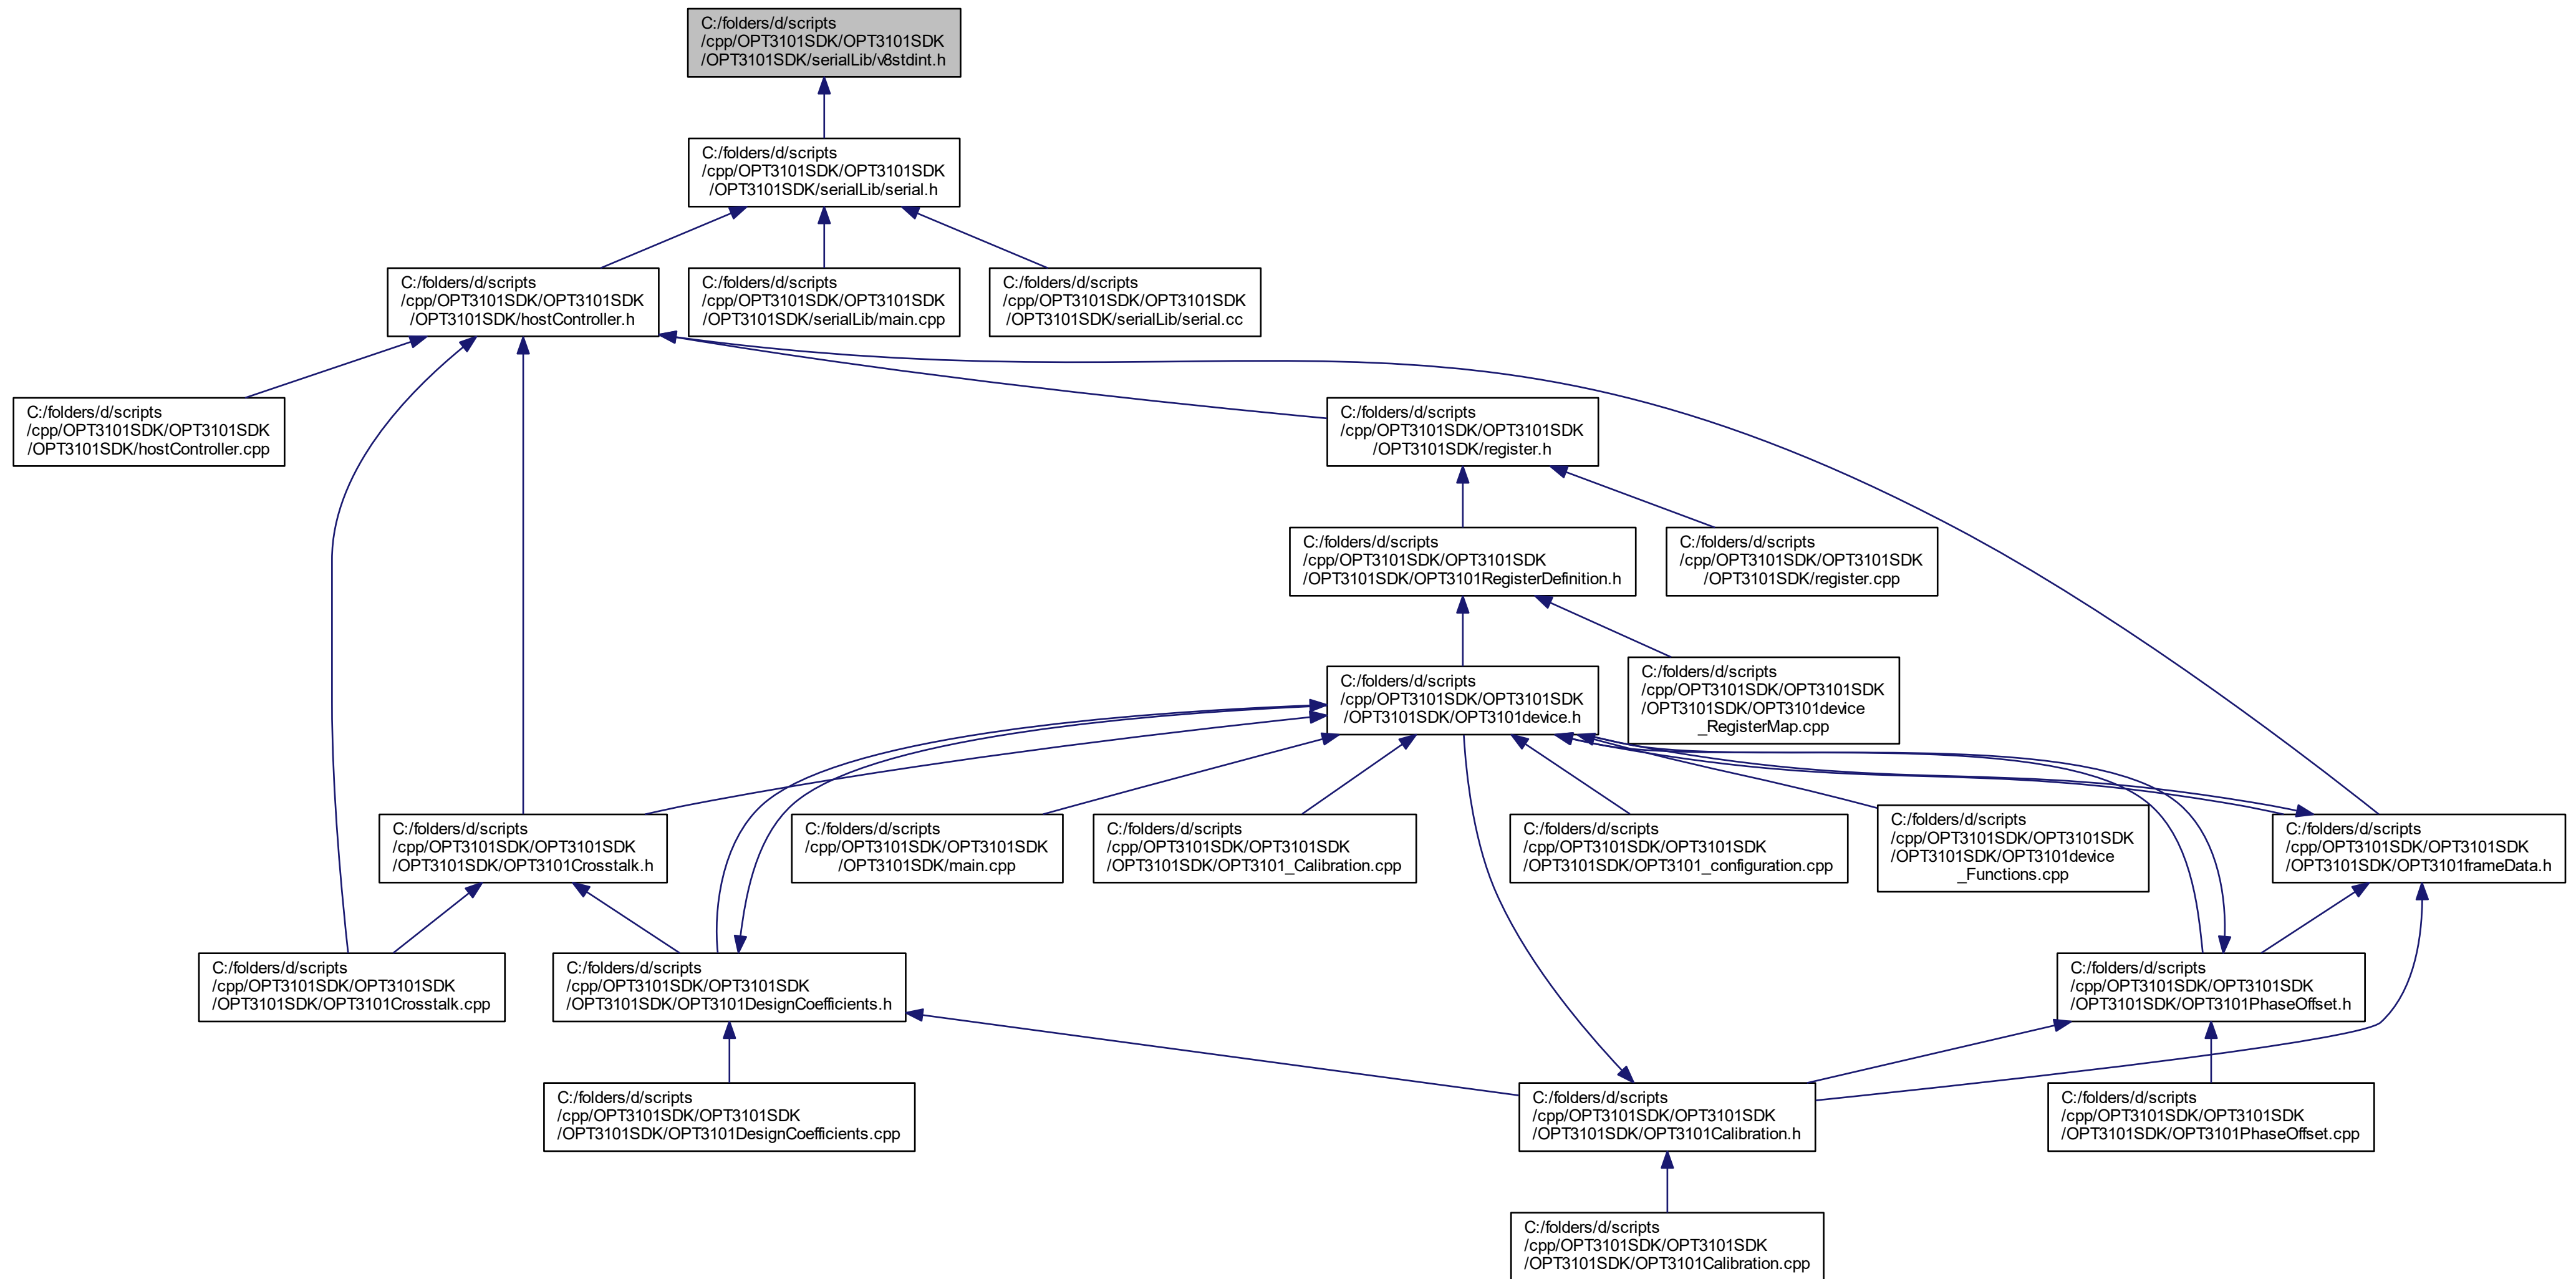 C:/folders/d/scripts
/cpp/OPT3101SDK/OPT3101SDK
/OPT3101SDK/serialLib/v8stdint.h
C:/folders/d/scripts
/cpp/OPT3101SDK/OPT3101SDK
/OPT3101SDK/serialLib/serial.h
C:/folders/d/scripts
/cpp/OPT3101SDK/OPT3101SDK
/OPT3101SDK/hostController.h
C:/folders/d/scripts
/cpp/OPT3101SDK/OPT3101SDK
/OPT3101SDK/serialLib/main.cpp
C:/folders/d/scripts
/cpp/OPT3101SDK/OPT3101SDK
/OPT3101SDK/serialLib/serial.cc
C:/folders/d/scripts
/cpp/OPT3101SDK/OPT3101SDK
/OPT3101SDK/hostController.cpp
C:/folders/d/scripts
/cpp/OPT3101SDK/OPT3101SDK
/OPT3101SDK/register.h
C:/folders/d/scripts
/cpp/OPT3101SDK/OPT3101SDK
/OPT3101SDK/OPT3101RegisterDefinition.h
C:/folders/d/scripts
/cpp/OPT3101SDK/OPT3101SDK
/OPT3101SDK/register.cpp
C:/folders/d/scripts
/cpp/OPT3101SDK/OPT3101SDK
/OPT3101SDK/OPT3101device.h
C:/folders/d/scripts
/cpp/OPT3101SDK/OPT3101SDK
/OPT3101SDK/OPT3101device
_RegisterMap.cpp
C:/folders/d/scripts
/cpp/OPT3101SDK/OPT3101SDK
/OPT3101SDK/OPT3101Crosstalk.h
C:/folders/d/scripts
/cpp/OPT3101SDK/OPT3101SDK
/OPT3101SDK/main.cpp
C:/folders/d/scripts
/cpp/OPT3101SDK/OPT3101SDK
/OPT3101SDK/OPT3101_Calibration.cpp
C:/folders/d/scripts
/cpp/OPT3101SDK/OPT3101SDK
/OPT3101SDK/OPT3101_configuration.cpp
C:/folders/d/scripts
/cpp/OPT3101SDK/OPT3101SDK
/OPT3101SDK/OPT3101device
_Functions.cpp
C:/folders/d/scripts
/cpp/OPT3101SDK/OPT3101SDK
/OPT3101SDK/OPT3101frameData.h
C:/folders/d/scripts
/cpp/OPT3101SDK/OPT3101SDK
/OPT3101SDK/OPT3101Crosstalk.cpp
C:/folders/d/scripts
/cpp/OPT3101SDK/OPT3101SDK
/OPT3101SDK/OPT3101DesignCoefficients.h
C:/folders/d/scripts
/cpp/OPT3101SDK/OPT3101SDK
/OPT3101SDK/OPT3101PhaseOffset.h
C:/folders/d/scripts
/cpp/OPT3101SDK/OPT3101SDK
/OPT3101SDK/OPT3101DesignCoefficients.cpp
C:/folders/d/scripts
/cpp/OPT3101SDK/OPT3101SDK
/OPT3101SDK/OPT3101Calibration.h
C:/folders/d/scripts
/cpp/OPT3101SDK/OPT3101SDK
/OPT3101SDK/OPT3101PhaseOffset.cpp
C:/folders/d/scripts
/cpp/OPT3101SDK/OPT3101SDK
/OPT3101SDK/OPT3101Calibration.cpp